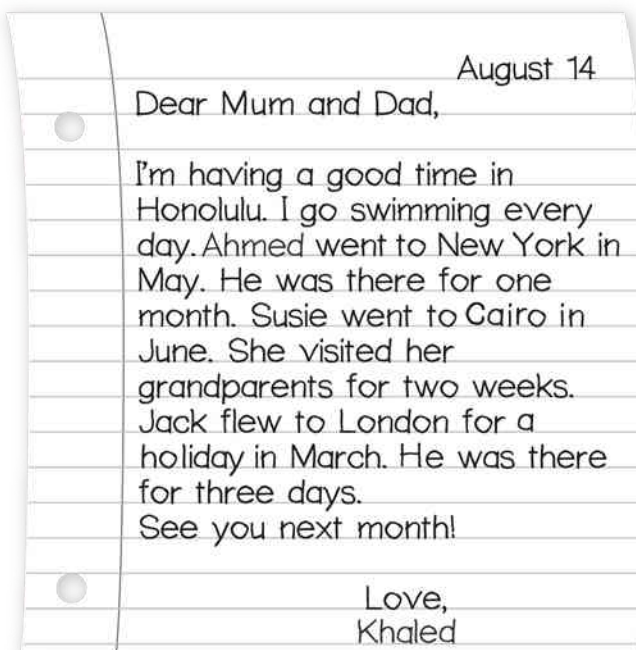 August 14
Dear Mum and Dad,
I'm having a good time in
Honolulu. I go swimming every
day. Ahmed went to New York in
May. He was there for one
month. Susie went to Cairo in
June. She visited her
grandparents for two weeks.
Jack flew to London for a
holiday in March. He was there
for three days.
See you next month!
Love,
Khaled